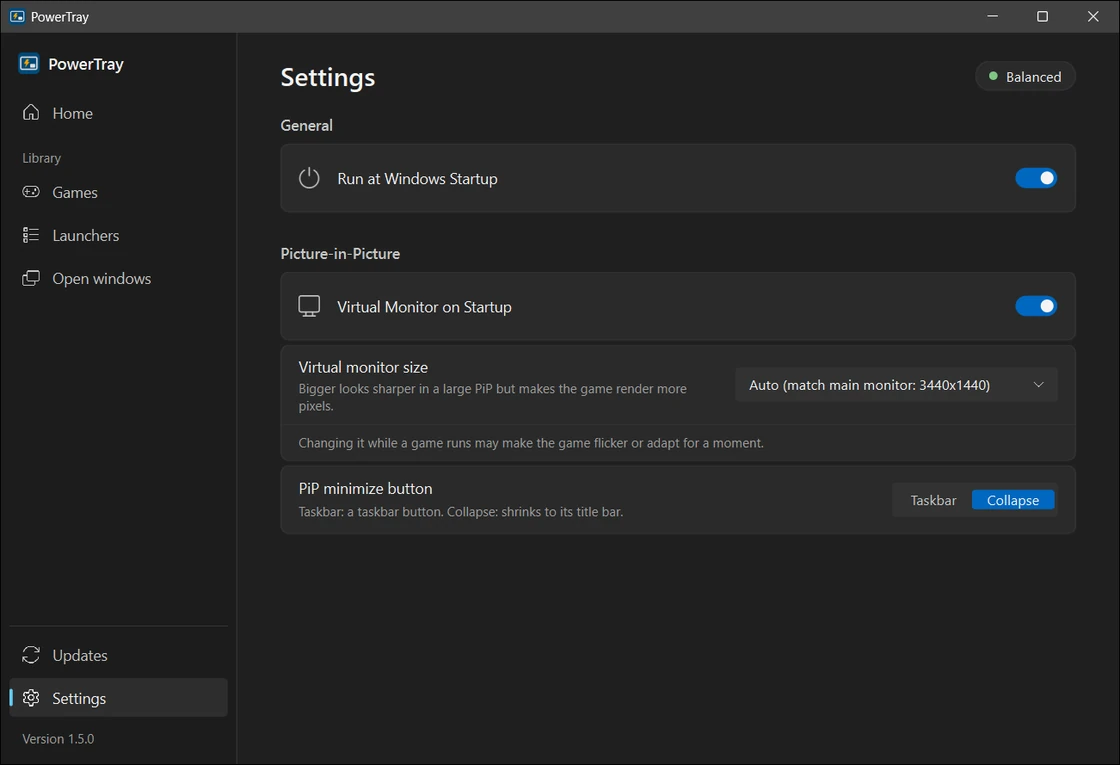 PowerTray
PowerTray
Home
Library
Games
Launchers
Open windows
Updates
Settings
Version 1.5.0
Settings
Balanced
General
Run at Windows Startup
Picture-in-Picture
Virtual Monitor on Startup
Virtual monitor size
Bigger looks sharper in a large PiP but makes the game render more
pixels.
Auto (match main monitor: 3440x1440)
Changing it while a game runs may make the game flicker or adapt for a moment.
PiP minimize button
Taskbar: a taskbar button. Collapse: shrinks to its title bar.
Taskbar
Collapse